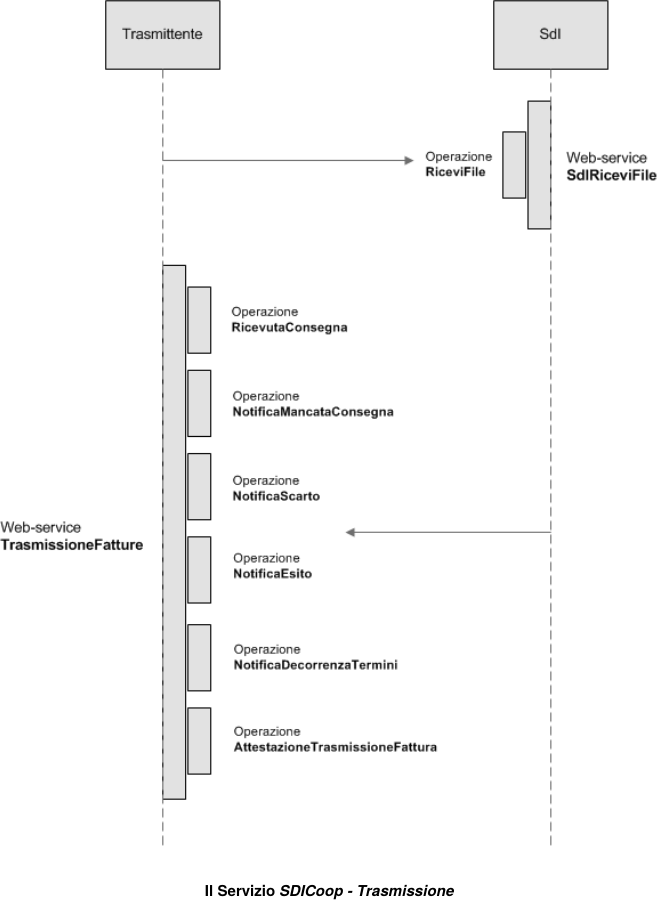 Trasmittente
SdI
Operazione
RiceviFile
Web-service
SdIRiceviFile
Operazione
RicevutaConsegna
Operazione
NotificaMancataConsegna
Operazione
NotificaScarto
Web-service
TrasmissioneFatture
Operazione
NotificaEsito
Operazione
NotificaDecorrenzaTermini
Operazione
AttestazioneTrasmissioneFattura
Il Servizio SDICoop - Trasmissione